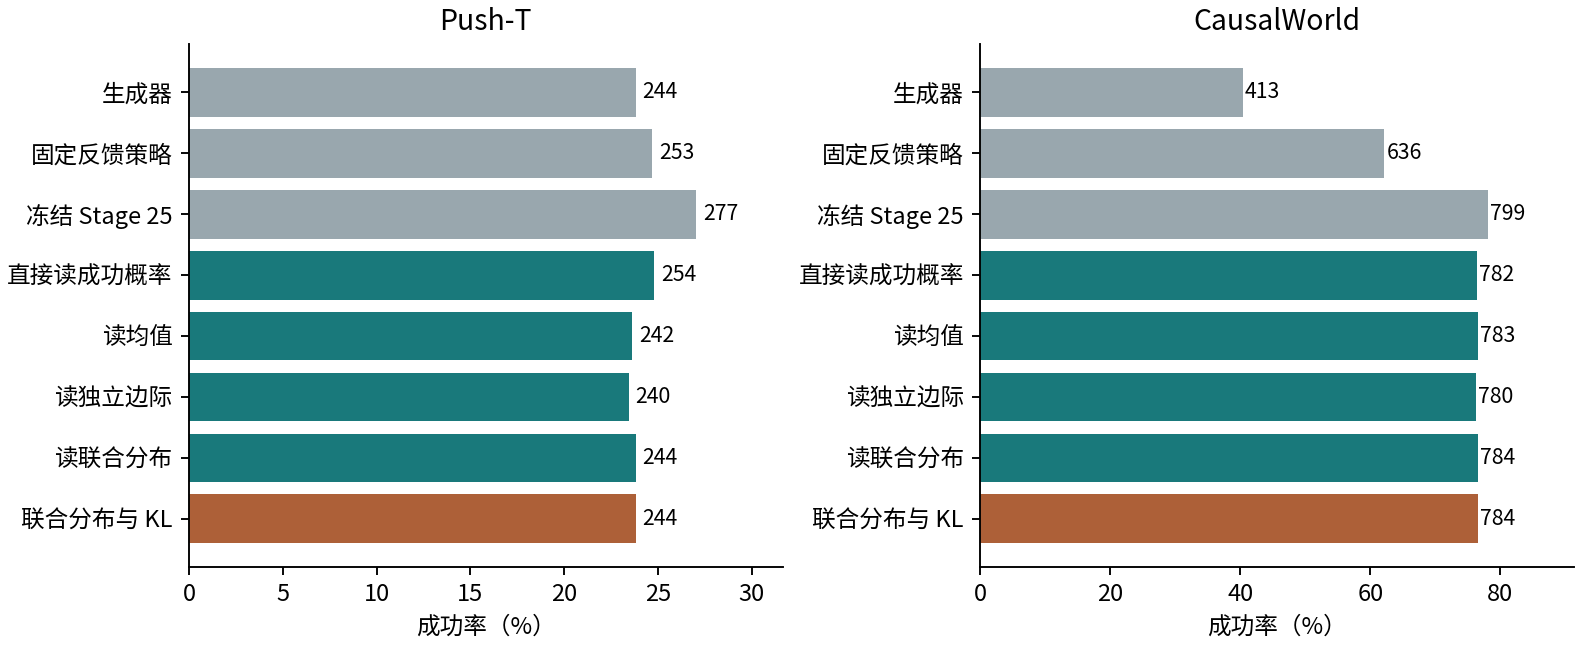 Push-T
生成器
244
固定反馈策略
253
冻结 Stage 25
277
直接读成功概率
254
读均值
242
读独立边际
240
读联合分布
244
联合分布与 KL
244
0 5 10 15 20 25 30
成功率（%）
CausalWorld
生成器
413
固定反馈策略
636
冻结 Stage 25
799
直接读成功概率
782
读均值
783
读独立边际
780
读联合分布
784
联合分布与 KL
784
0 20 40 60 80
成功率（%）